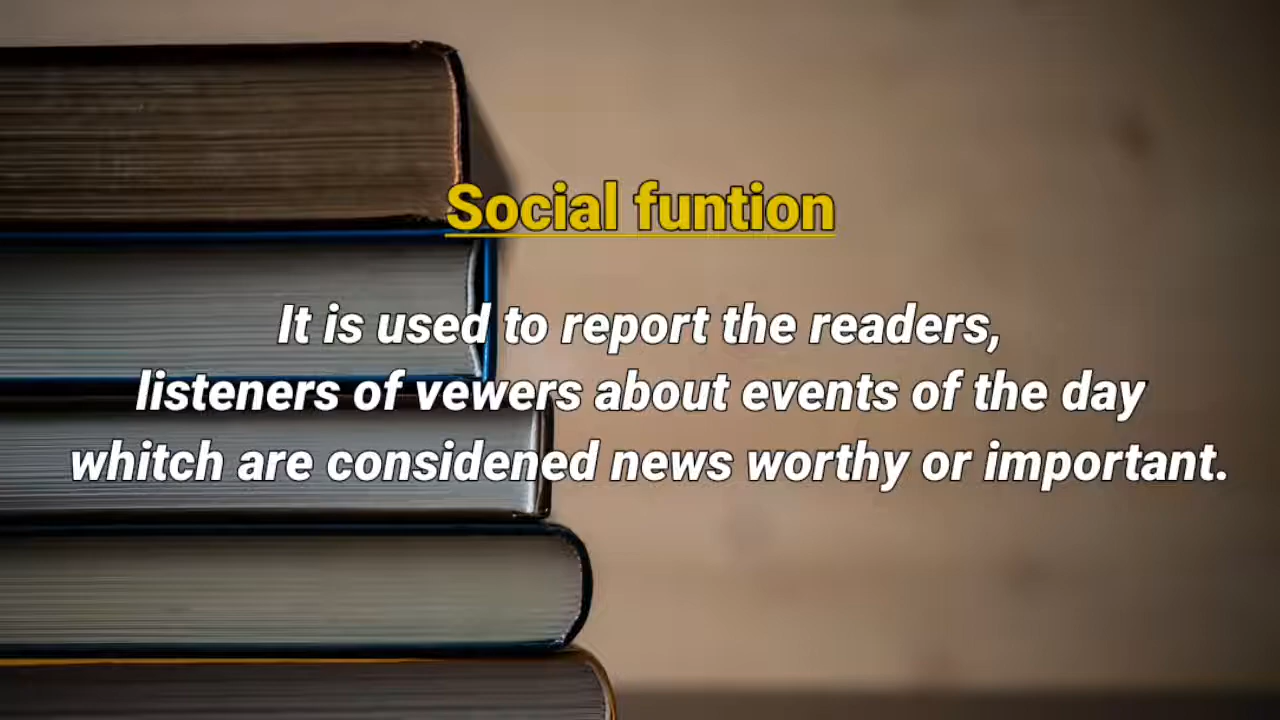 Social funtion
It is used to report the readers,
listeners of vewers about events of the day
whitch are considened news worthy or important.